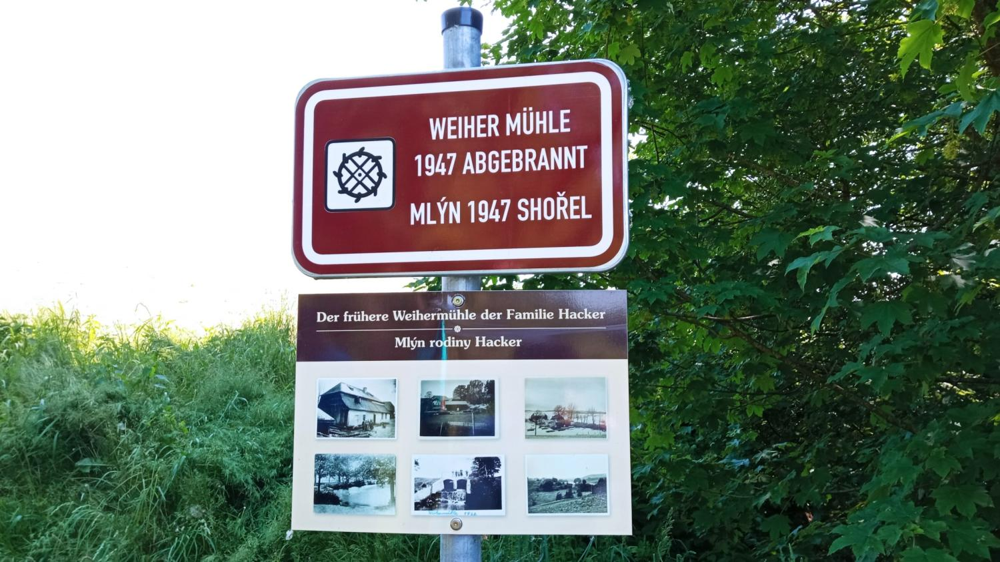 WEIHER MÜHLE
1947 ABGEBRANNT
MLÝN 1947 SHOŘEL
Der frühere Weihermühle der Familie Hacker
Mlýn rodiny Hacker